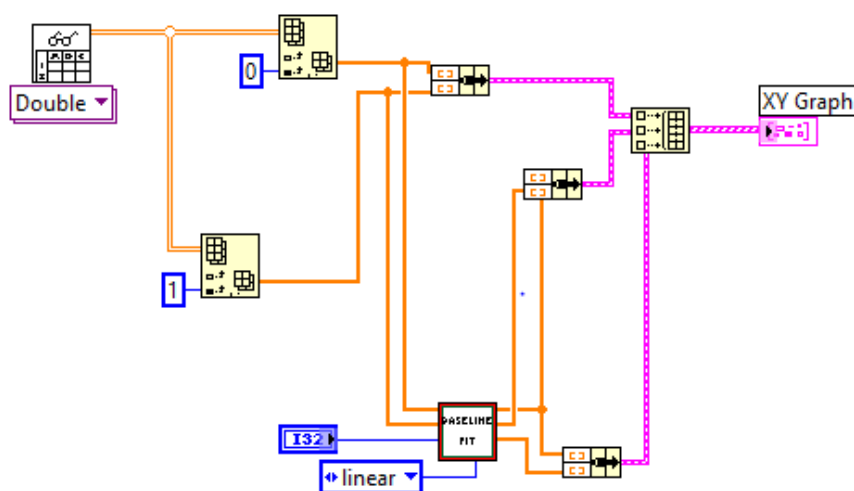 Double
0
XY Graph
1
I32
BASELINE
FIT
linear